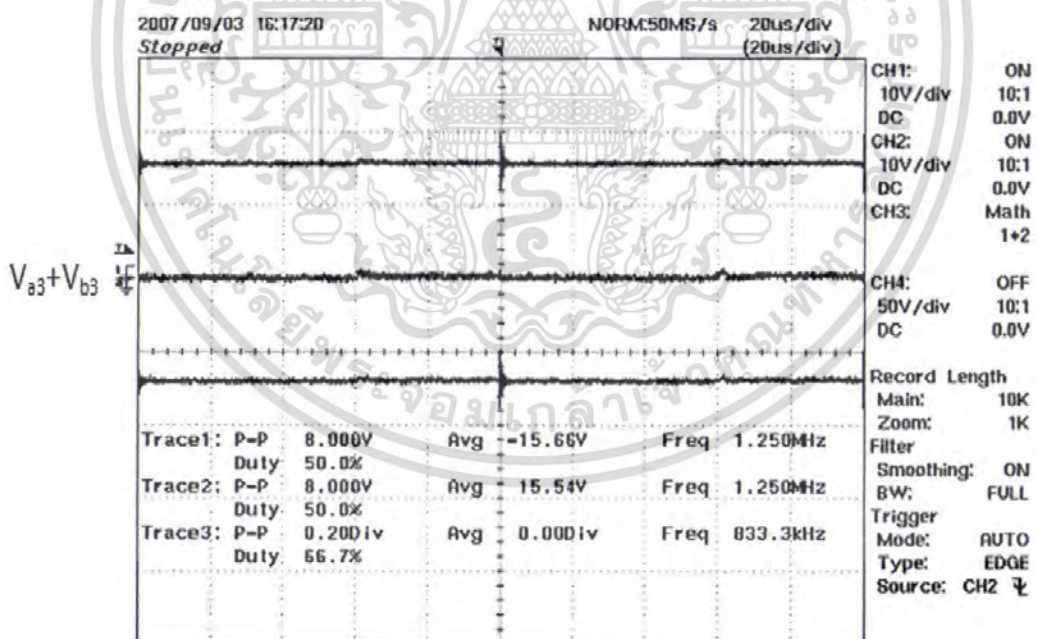 2007/09/03 16:17:20 NORM:50MS/s 20us/div
Stopped (20us/div)
CH1: ON
10V/div 10:1
DC 0.0V
CH2: ON
10V/div 10:1
DC 0.0V
CH3: Math
1+2
CH4: OFF
50V/div 10:1
DC 0.0V
Record Length
Main: 10K
Zoom: 1K
Filter
Smoothing: ON
BW: FULL
Trigger
Mode: AUTO
Type: EDGE
Source: CH2
Va3+Vb3
Trace1: P-P 8.000V Avg -15.66V Freq 1.250MHz
Duty 50.0%
Trace2: P-P 8.000V Avg 15.54V Freq 1.250MHz
Duty 50.0%
Trace3: P-P 0.20Div Avg 0.00Div Freq 833.3kHz
Duty 66.7%